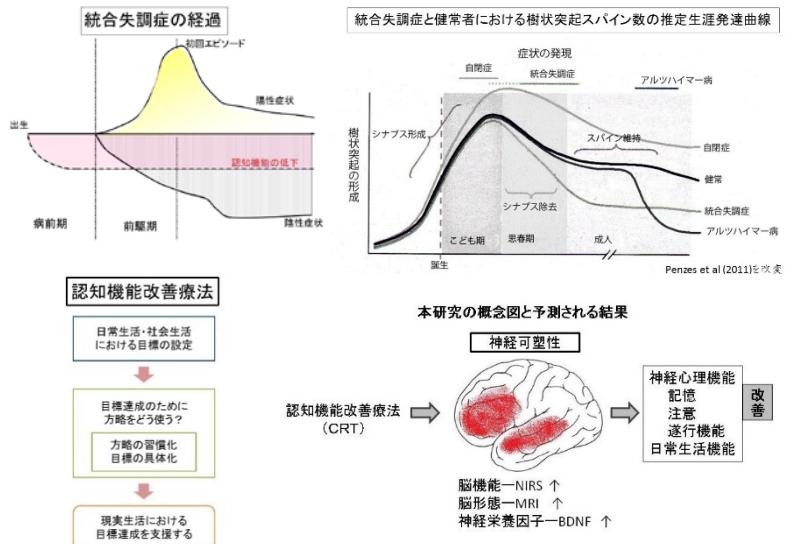 統合失調症の経過
初回エピソード
陽性症状
出生
認知機能の低下
病前期
前駆期
陰性症状
統合失調症と健常者における樹状突起スパイン数の推定生涯発達曲線
症状の発現
自閉症
統合失調症
アルツハイマー病
樹状突起の形成
シナプス形成
スパイン維持
シナプス除去
自閉症
健常
統合失調症
アルツハイマー病
こども期
思春期
成人
誕生
Penzes et al (2011)を改変
認知機能改善療法
日常生活・社会生活
における目標の設定
目標達成のために
方略をどう使う?
方略の習慣化
目標の具体化
現実生活における
目標達成を支援する
本研究の概念図と予測される結果
認知機能改善療法
(CRT)
神経可塑性
脳機能―NIRS ↑
脳形態―MRI ↑
神経栄養因子―BDNF ↑
神経心理機能
記憶
注意
遂行機能
日常生活機能
改善